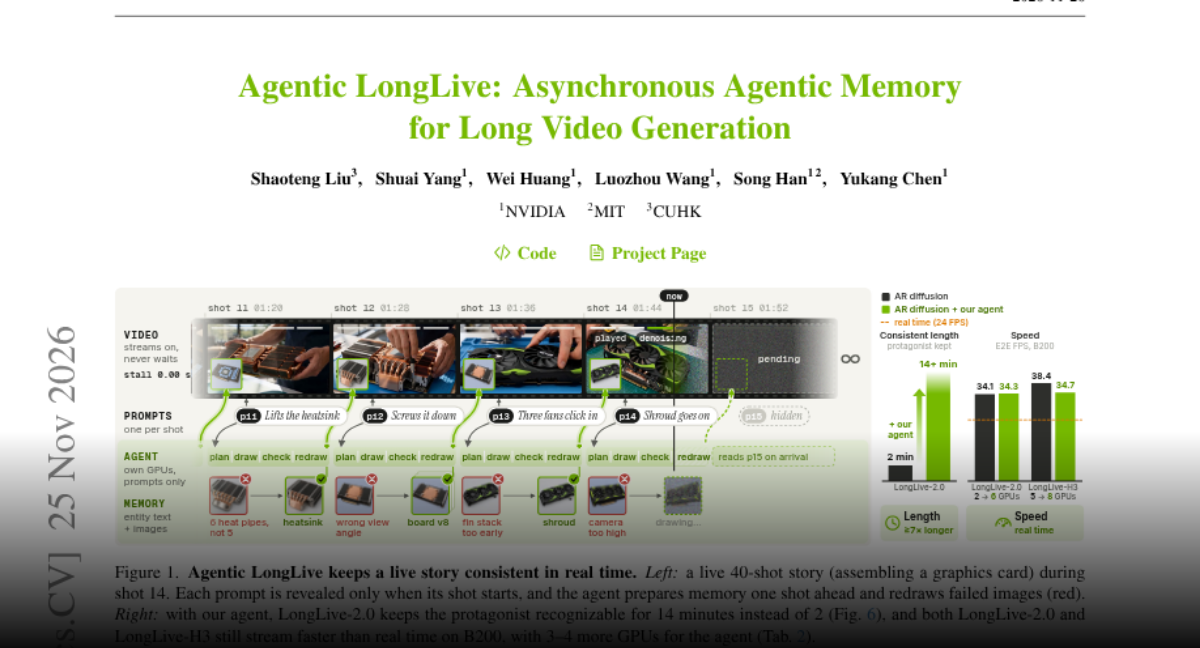 Agentic LongLive: Asynchronous Agentic Memory
for Long Video Generation
Shaoteng Liu3, Shuai Yang1, Wei Huang1, Luozhou Wang1, Song Han1 2, Yukang Chen1
1NVIDIA 2MIT 3CUHK
</> Code Project Page
s.CV] 25 Nov 2026
shot 11 01:20 shot 12 01:28 shot 13 01:36 shot 14 01:44 now shot 15 01:52
VIDEO
streams on,
never waits
stall 0.00 s
played denoising
pending
∞
PROMPTS
one per shot
p11 Lifts the heatsink
p12 Screws it down
p13 Three fans click in
p14 Shroud goes on
p15 hidden
AGENT
own GPUs,
prompts only
plan draw check redraw plan draw check redraw plan draw check redraw plan draw check redraw reads p15 on arrival
MEMORY
entity text
+ images
6 heat pipes,
not 5
heatsink
wrong view
angle
board v8
fin stack
too early
shroud
camera
too high
drawing...
AR diffusion
AR diffusion + our agent
real time (24 FPS)
Consistent length
protagonist kept
14+ min
+ our
agent
2 min
LongLive-2.0
Speed
E2E FPS, B200
34.1 34.3 38.4 34.7
LongLive-2.0 LongLive-H3
2 → 6 GPUs 5 → 8 GPUs
Length
≥7× longer
Speed
real time
Figure 1. Agentic LongLive keeps a live story consistent in real time. Left: a live 40-shot story (assembling a graphics card) during
shot 14. Each prompt is revealed only when its shot starts, and the agent prepares memory one shot ahead and redraws failed images (red).
Right: with our agent, LongLive-2.0 keeps the protagonist recognizable for 14 minutes instead of 2 (Fig. 6), and both LongLive-2.0 and
LongLive-H3 still stream faster than real time on B200, with 3–4 more GPUs for the agent (Tab. 2).